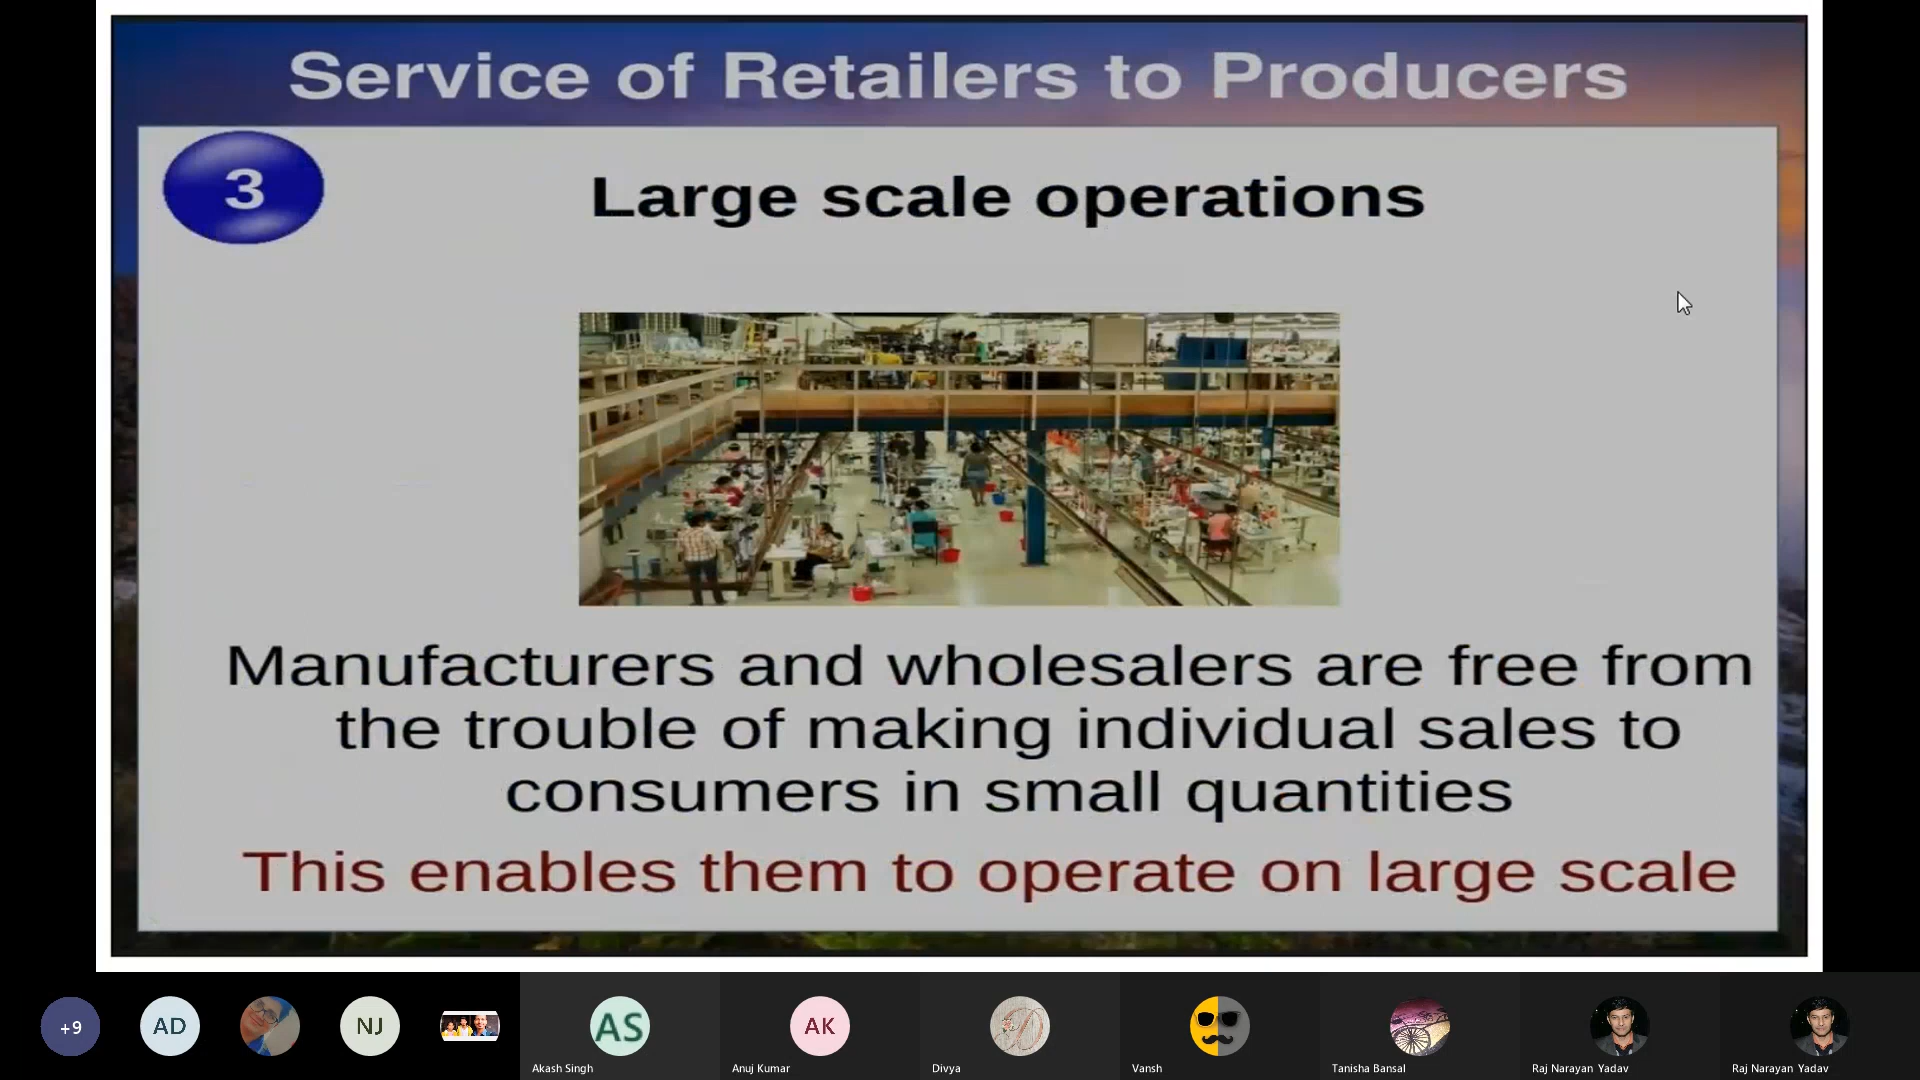 Service of Retailers to Producers
3
Large scale operations
Manufacturers and wholesalers are free from
the trouble of making individual sales to
consumers in small quantities
This enables them to operate on large scale
+9
AD
NJ
AS
AK
Akash Singh
Anuj Kumar
Divya
Vansh
Tanisha Bansal
Raj Narayan Yadav
Raj Narayan Yadav